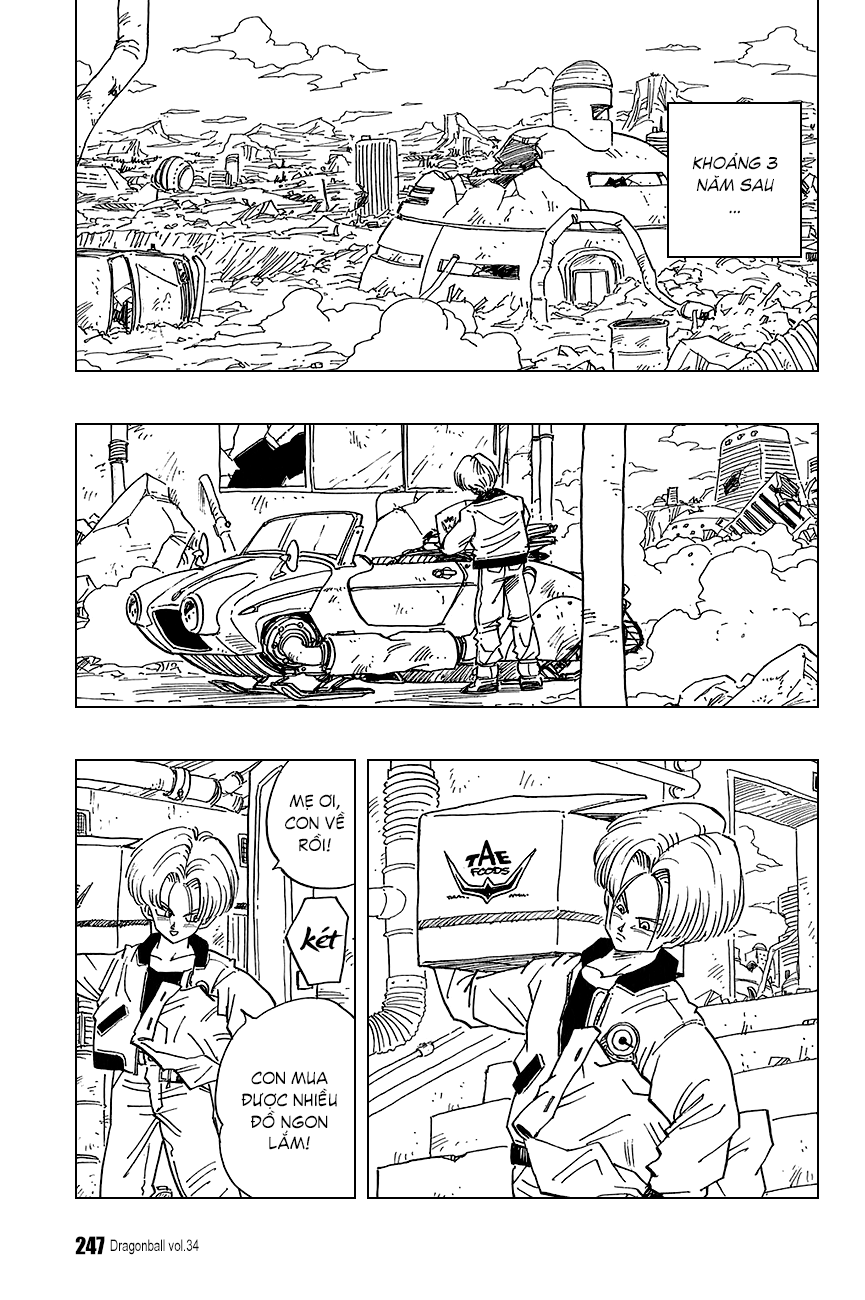 KHOẢNG 3
NĂM SAU
...
TAE
FOODS
MẸ ƠI,
CON VỀ
RỒI!
két
CON MUA
ĐƯỢC NHIỀU
ĐỒ NGON
LẮM!
247 Dragonball vol.34